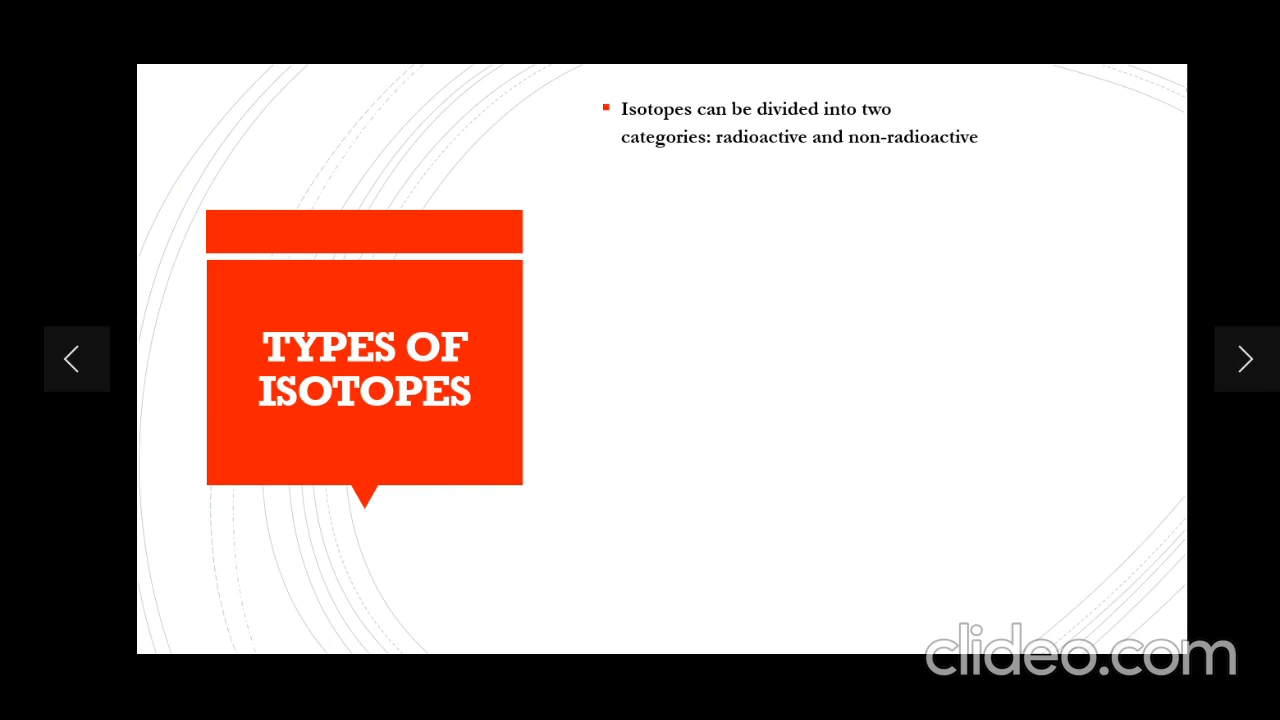 Isotopes can be divided into two
categories: radioactive and non-radioactive
TYPES OF
ISOTOPES
clideo.com